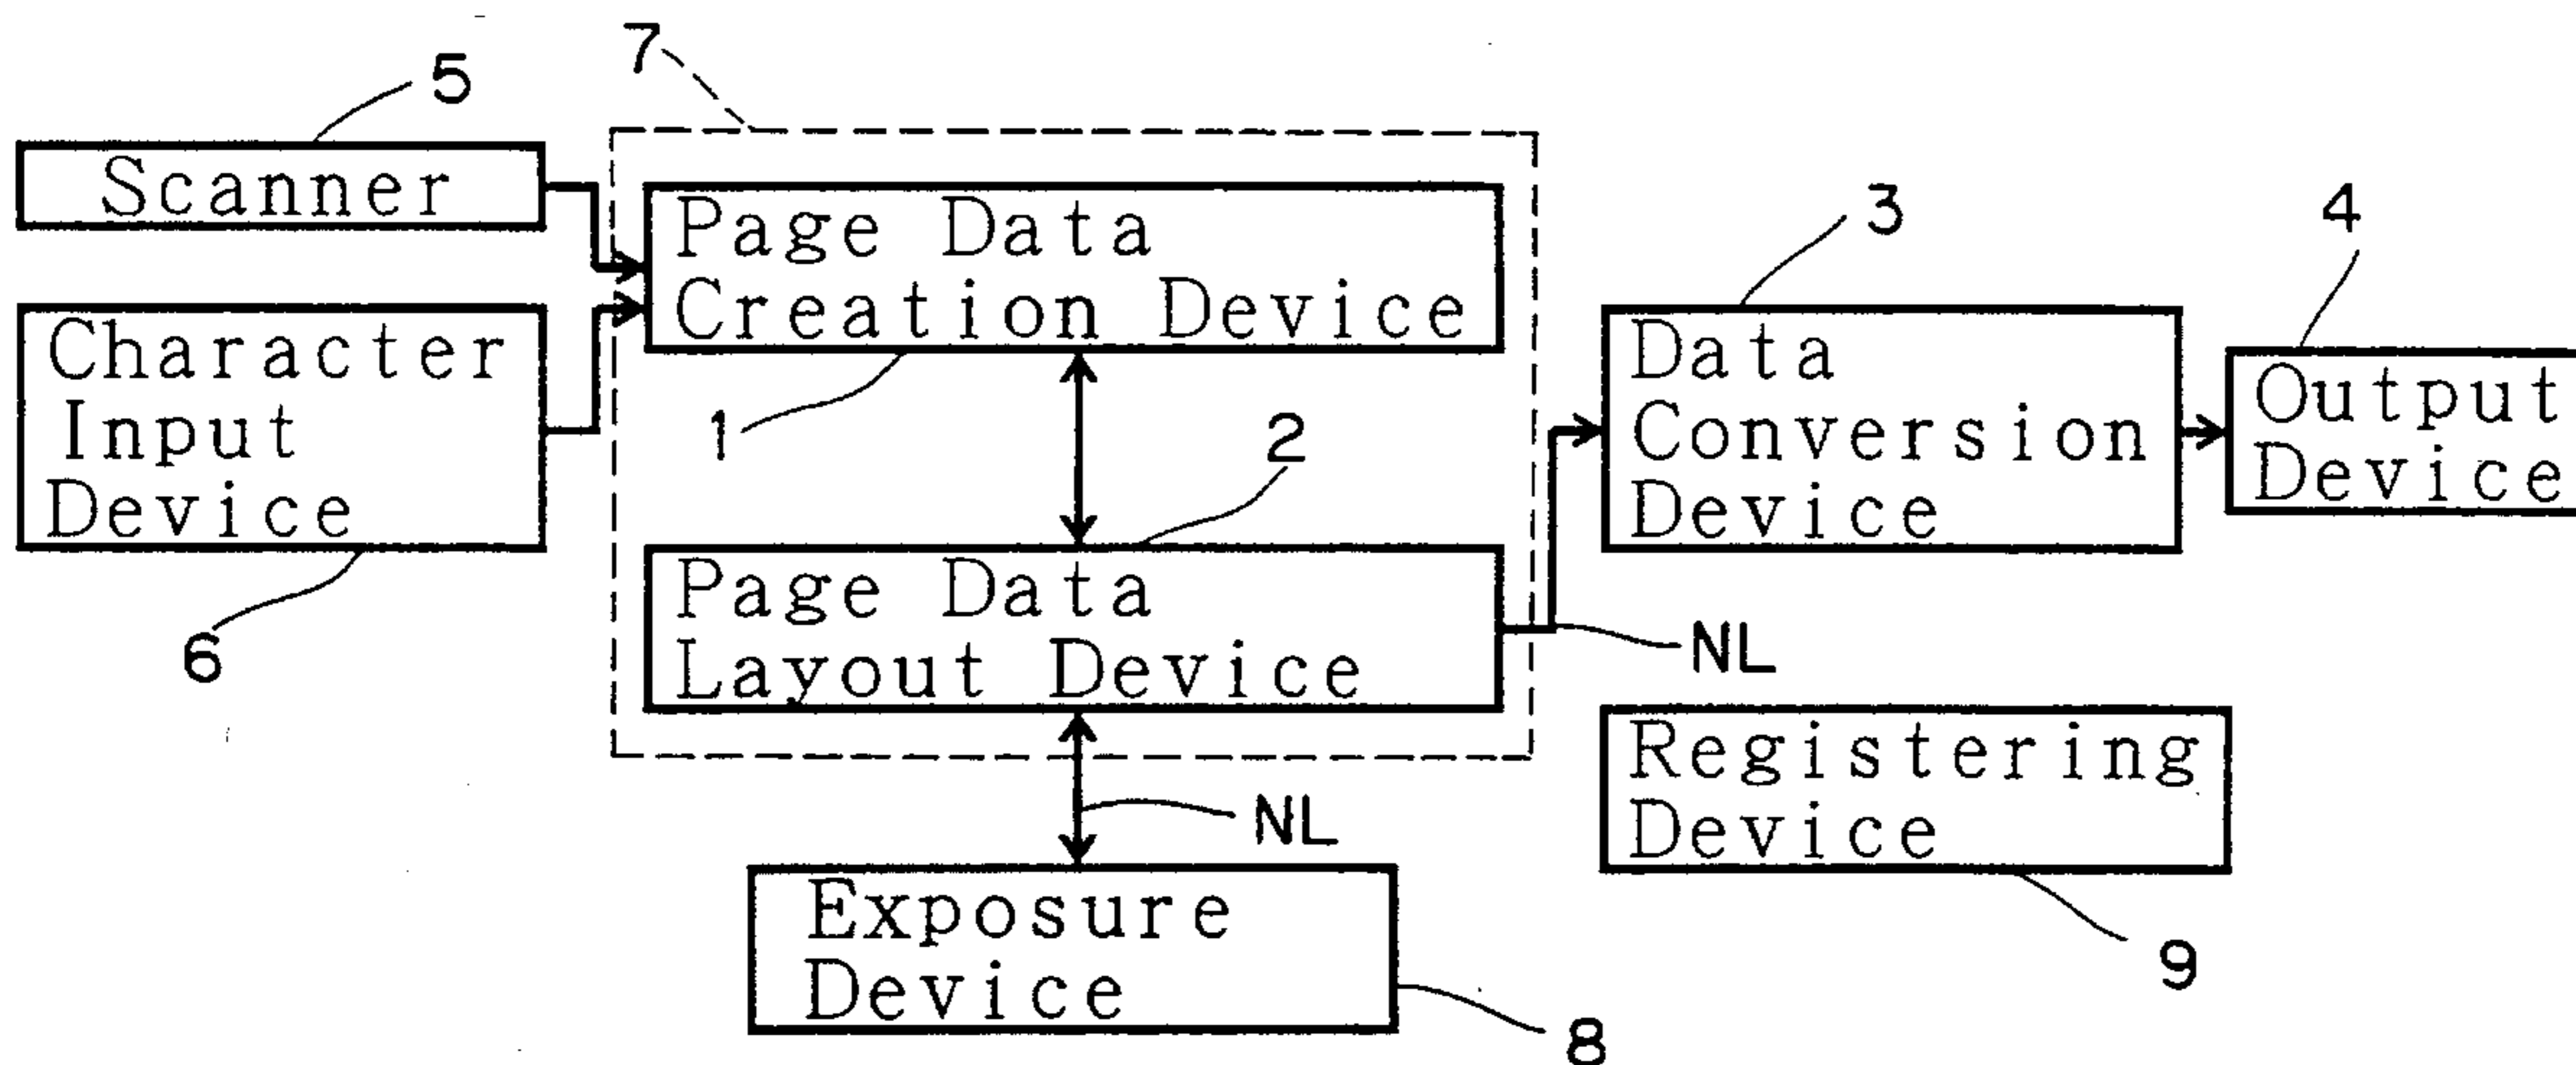 7
5
Scanner
Page Data
Creation Device
3
4
Character
Input
Device
1
2
Data
Conversion
Device
Output
Device
6
Page Data
Layout Device
NL
Registering
Device
NL
9
Exposure
Device
8